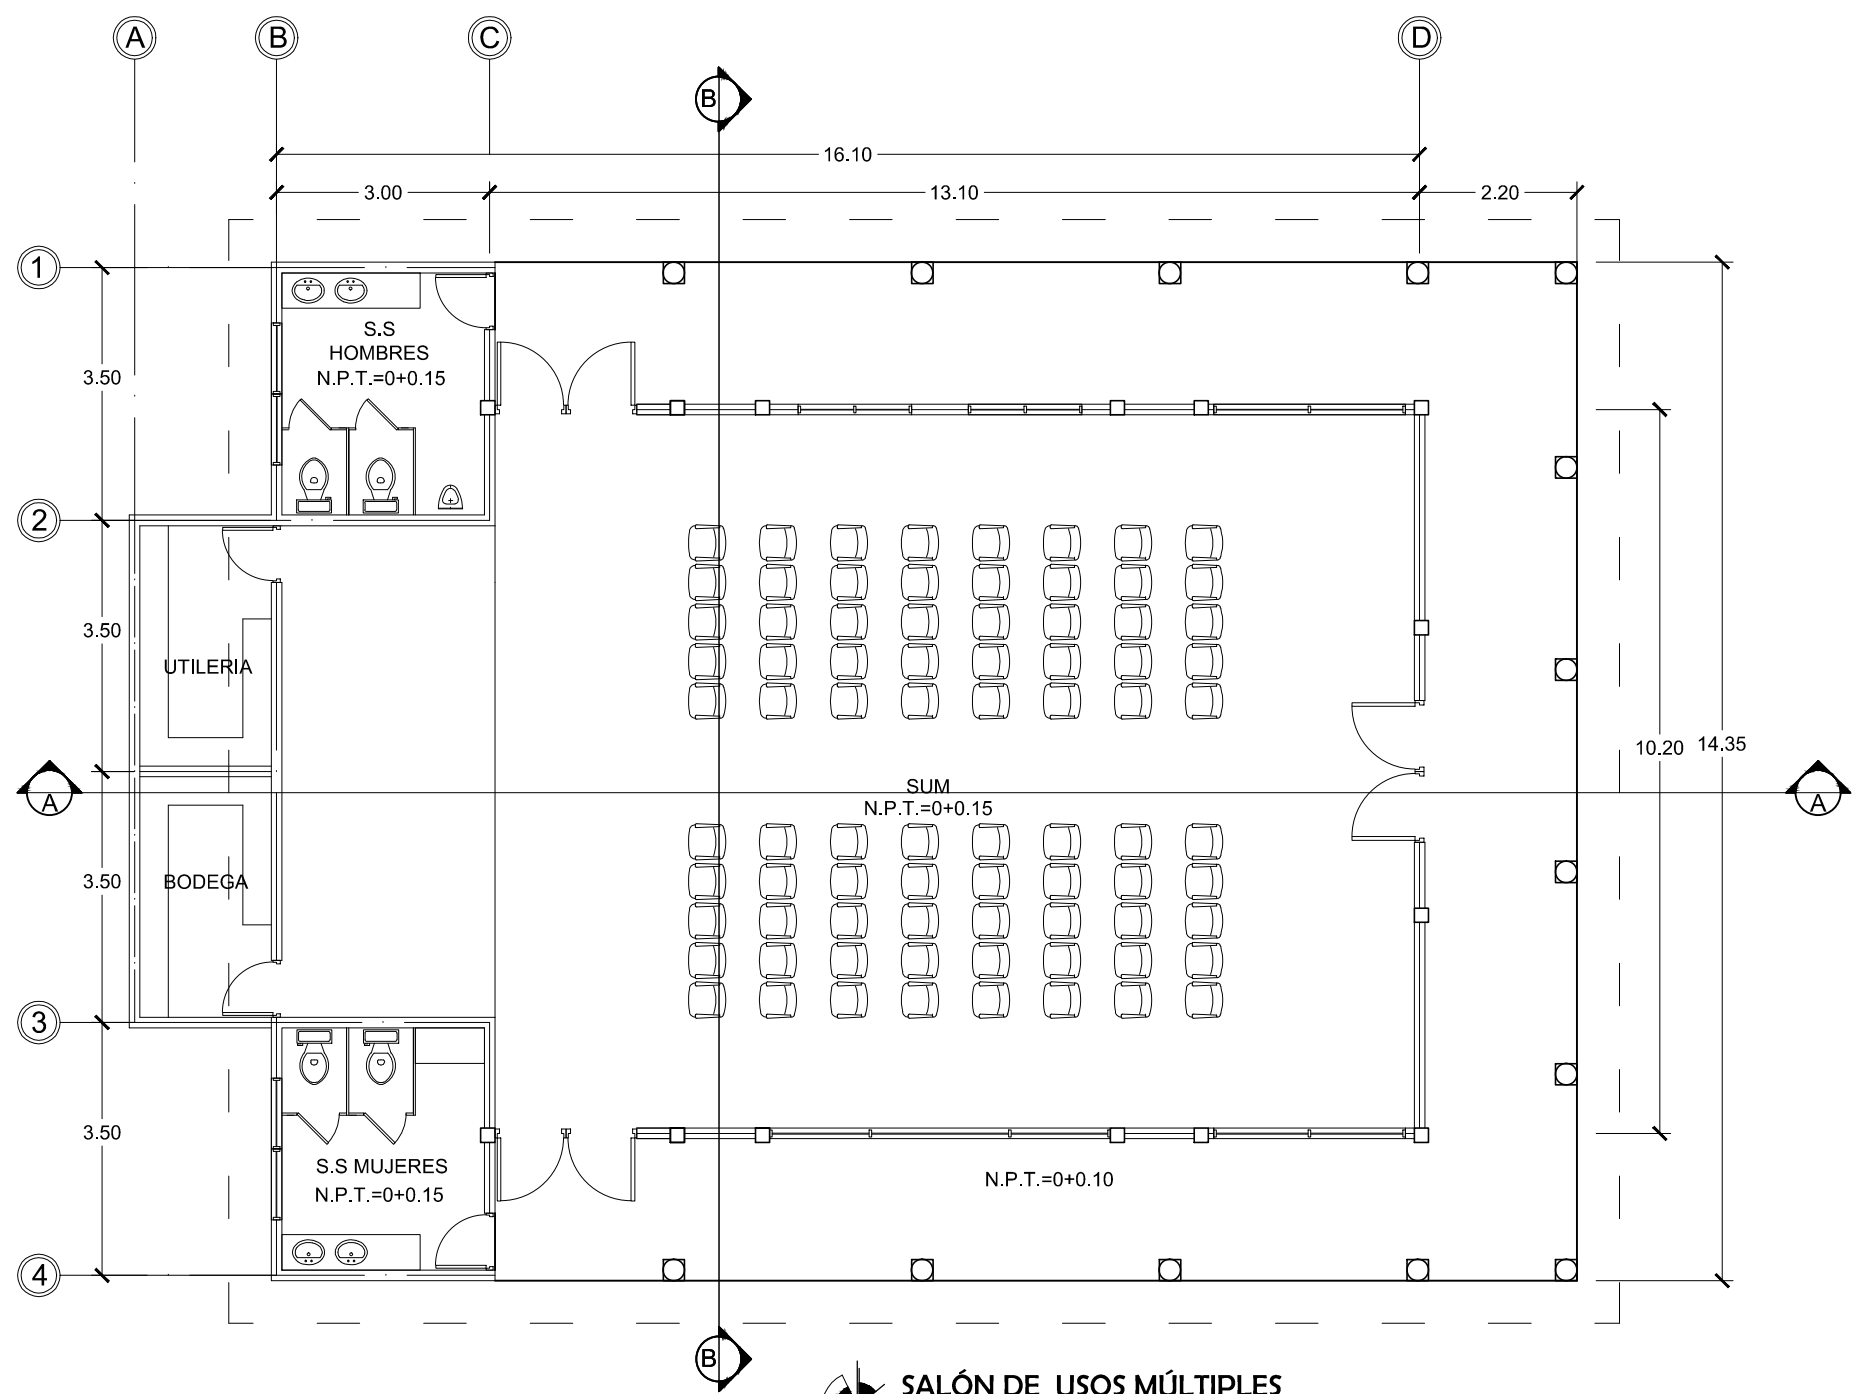 A
B
C
D
B
16.10
3.00
13.10
2.20
1
S.S
HOMBRES
N.P.T.=0+0.15
3.50
2
3.50
UTILERIA
10.20
14.35
SUM
N.P.T.=0+0.15
A
A
3.50
BODEGA
3
3.50
S.S MUJERES
N.P.T.=0+0.15
N.P.T.=0+0.10
4
B
SALÓN DE USOS MÚLTIPLES